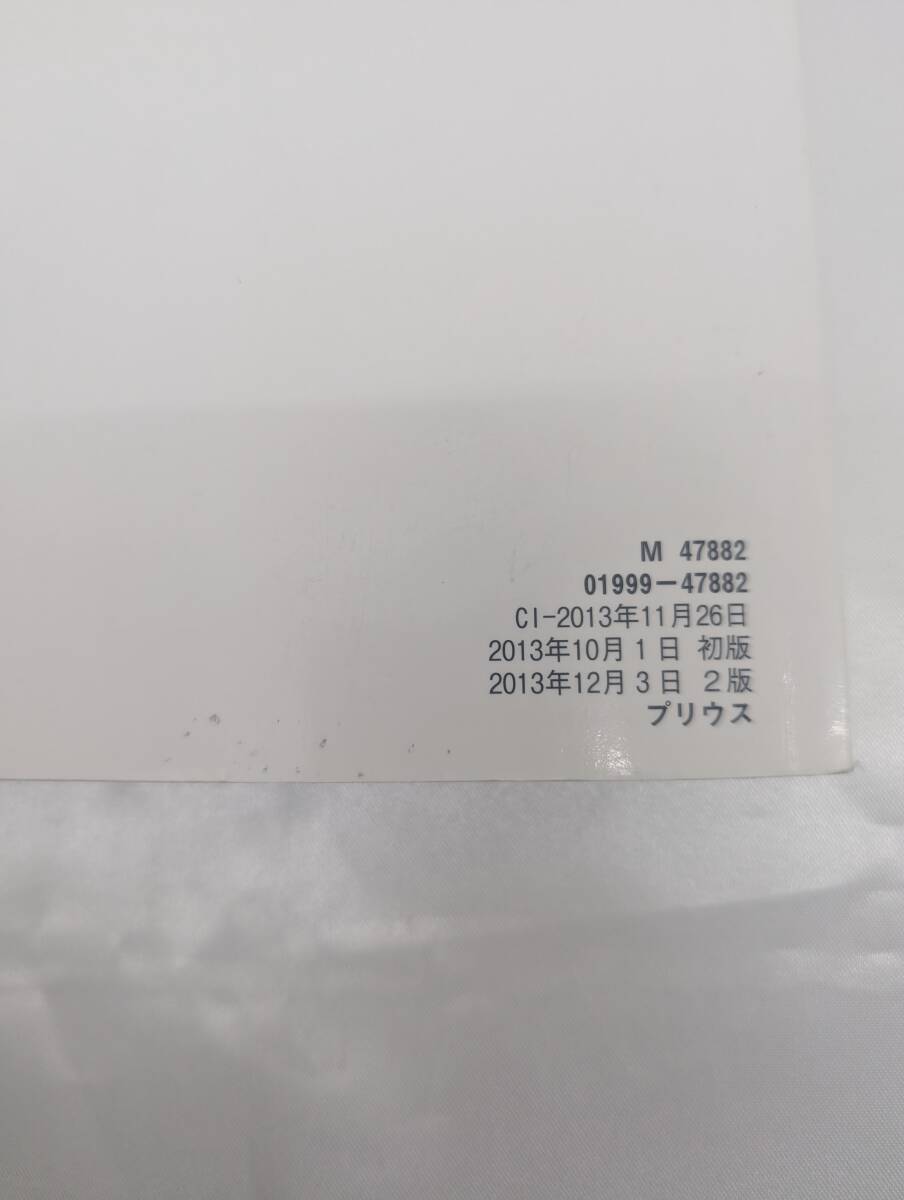 M 47882
01999-47882
CI-2013年11月26日
2013年10月1日 初版
2013年12月3日 2版
プリウス